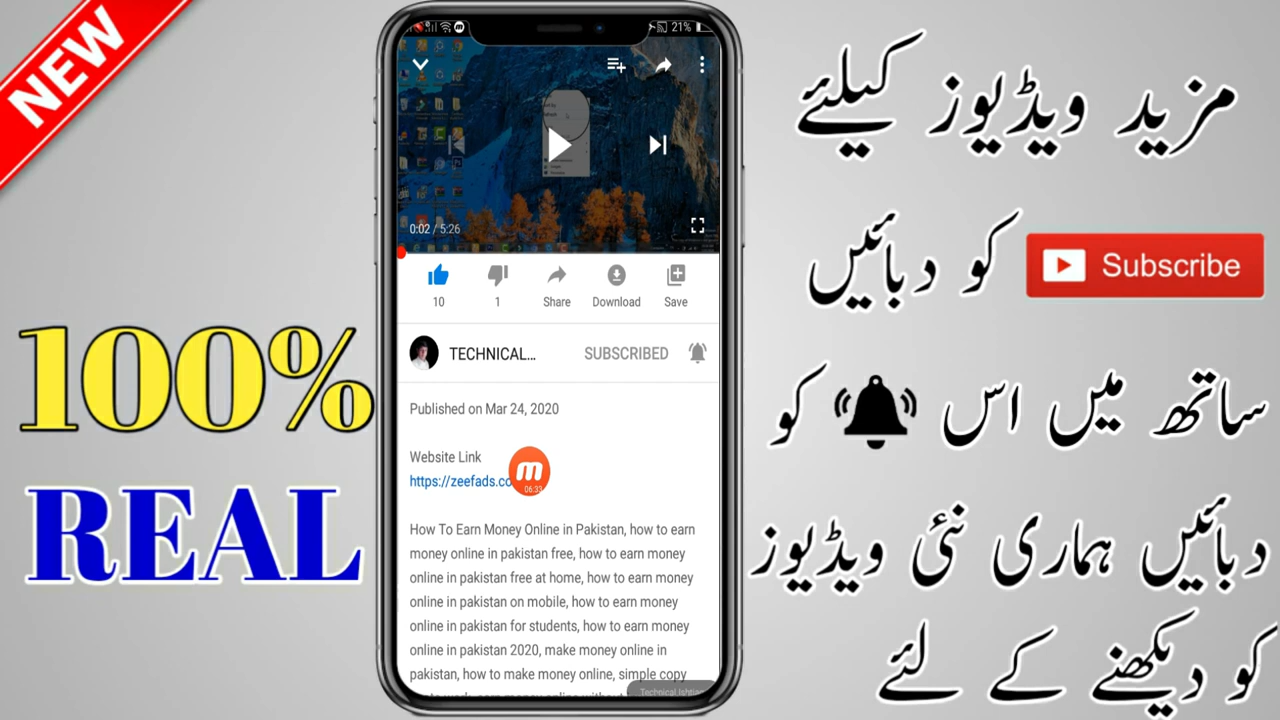 NEW
100%
REAL
21%
0:02 / 5:26
10
1
Share
Download
Save
TECHNICAL...
SUBSCRIBED
Published on Mar 24, 2020
Website Link
https://zeefads.co
m
06:33
How To Earn Money Online in Pakistan, how to earn
money online in pakistan free, how to earn money
online in pakistan free at home, how to earn money
online in pakistan on mobile, how to earn money
online in pakistan for students, how to earn money
online in pakistan 2020, make money online in
pakistan, how to make money online, simple copy
Technical Ishtiaq
مزید ویڈیوز کیلئے
Subscribe کو دبائیں
ساتھ میں اس کو
دبائیں ہماری نئی ویڈیوز
کو دیکھنے کے لئے